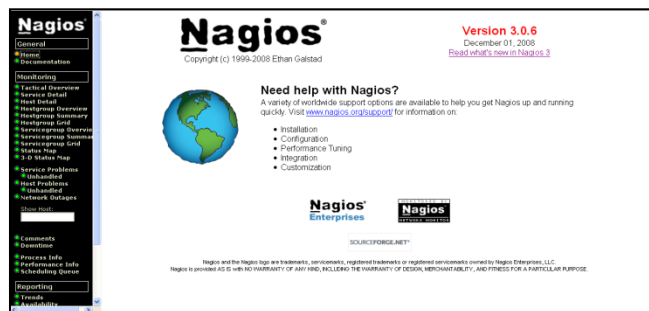 Nagios®
General
Home
Documentation
Monitoring
Tactical Overview
Service Detail
Host Detail
Hostgroup Overview
Hostgroup Summary
Hostgroup Grid
Servicegroup Overvie
Servicegroup Summar
Servicegroup Grid
Status Map
3-D Status Map
Service Problems
Unhandled
Host Problems
Unhandled
Network Outages
Show Host:
Comments
Downtime
Process Info
Performance Info
Scheduling Queue
Reporting
Trends
Availability
Nagios®
Copyright (c) 1999-2008 Ethan Galstad
Version 3.0.6
December 01, 2008
Read what's new in Nagios 3
Need help with Nagios?
A variety of worldwide support options are available to help you get Nagios up and running
quickly. Visit www.nagios.org/support/ for information on:
• Installation
• Configuration
• Performance Tuning
• Integration
• Customization
Nagios®
Enterprises
Nagios®
NETWORK MONITOR
SOURCEFORGE.NET®
Nagios and the Nagios logo are trademarks, servicemarks, registered trademarks or registered servicemarks owned by Nagios Enterprises, LLC.
Nagios is provided AS IS with NO WARRANTY OF ANY KIND, INCLUDING THE WARRANTY OF DESIGN, MERCHANTABILITY, AND FITNESS FOR A PARTICULAR PURPOSE.